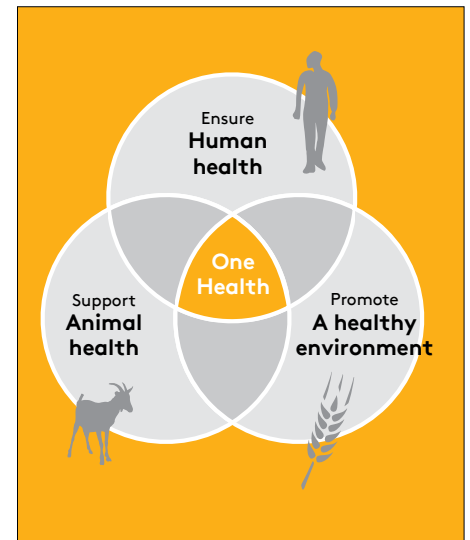 Ensure
Human
health
One
Health
Support
Animal
health
Promote
A healthy
environment